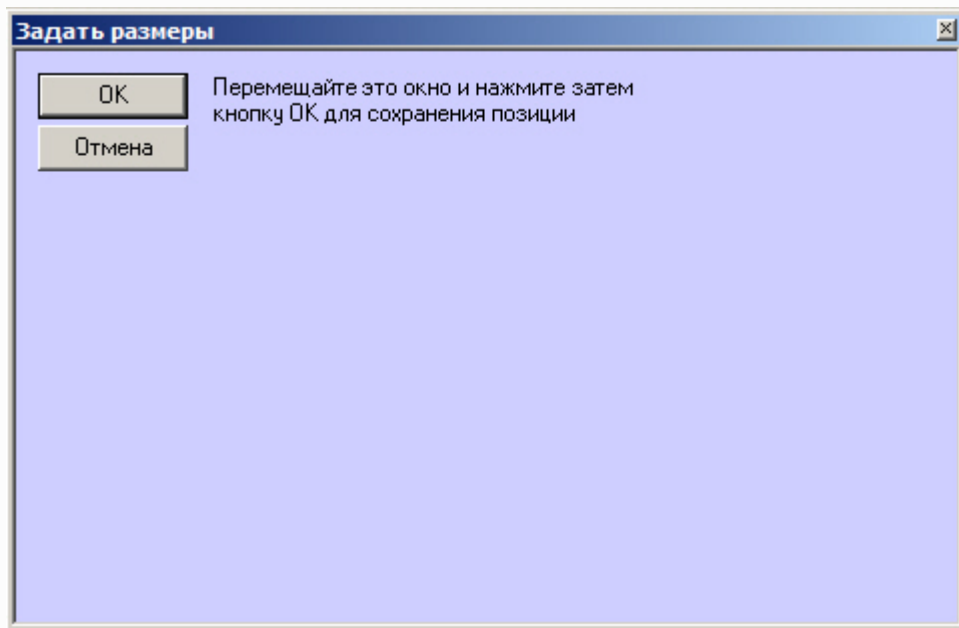 Задать размеры
OK
Перемещайте это окно и нажмите затем
кнопку OK для сохранения позиции
Отмена